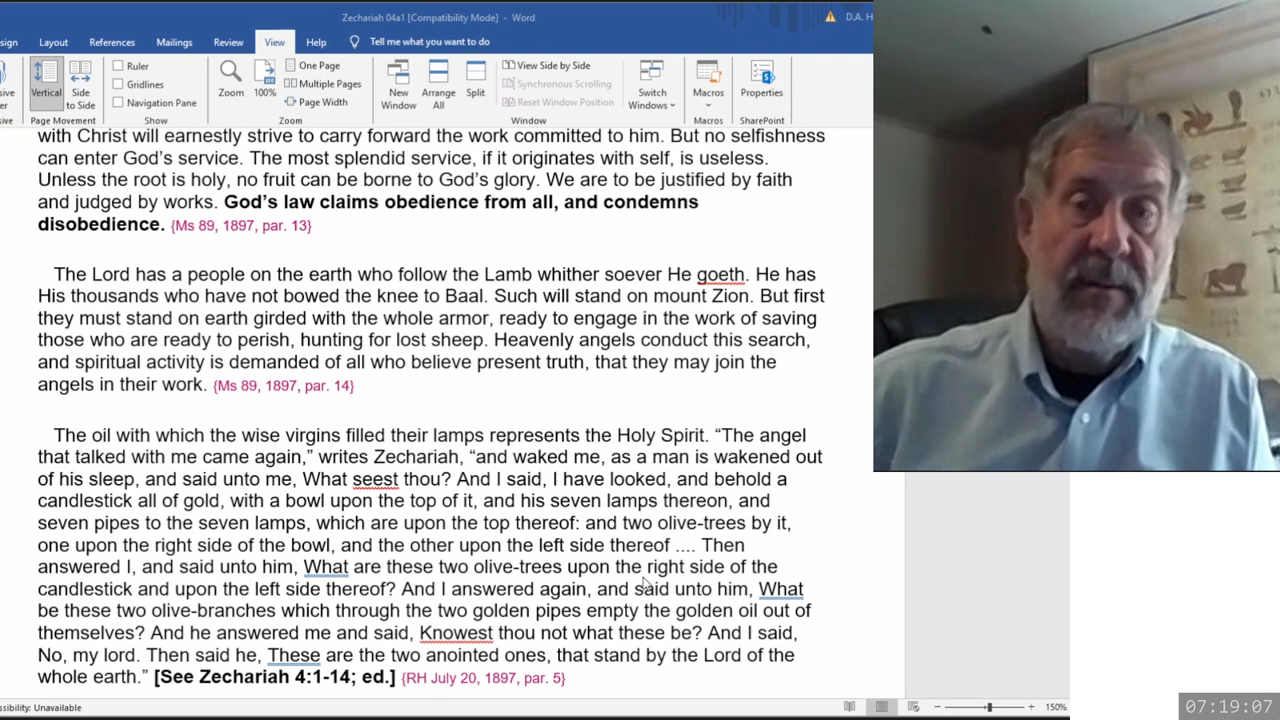 Zechariah 04a1 [Compatibility Mode] - Word
D.A. H
sign Layout References Mailings Review View Help Tell me what you want to do
Vertical
Side to Side
Page Movement
Ruler
Gridlines
Navigation Pane
Show
Zoom
100%
One Page
Multiple Pages
Page Width
Zoom
New Window
Arrange All
Split
View Side by Side
Synchronous Scrolling
Reset Window Position
Window
Switch Windows
Macros
Macros
Properties
SharePoint
with Christ will earnestly strive to carry forward the work committed to him. But no selfishness
can enter God’s service. The most splendid service, if it originates with self, is useless.
Unless the root is holy, no fruit can be borne to God’s glory. We are to be justified by faith
and judged by works. God’s law claims obedience from all, and condemns
disobedience. {Ms 89, 1897, par. 13}
The Lord has a people on the earth who follow the Lamb whither soever He goeth. He has
His thousands who have not bowed the knee to Baal. Such will stand on mount Zion. But first
they must stand on earth girded with the whole armor, ready to engage in the work of saving
those who are ready to perish, hunting for lost sheep. Heavenly angels conduct this search,
and spiritual activity is demanded of all who believe present truth, that they may join the
angels in their work. {Ms 89, 1897, par. 14}
The oil with which the wise virgins filled their lamps represents the Holy Spirit. “The angel
that talked with me came again,” writes Zechariah, “and waked me, as a man is wakened out
of his sleep, and said unto me, What seest thou? And I said, I have looked, and behold a
candlestick all of gold, with a bowl upon the top of it, and his seven lamps thereon, and
seven pipes to the seven lamps, which are upon the top thereof: and two olive-trees by it,
one upon the right side of the bowl, and the other upon the left side thereof .... Then
answered I, and said unto him, What are these two olive-trees upon the right side of the
candlestick and upon the left side thereof? And I answered again, and said unto him, What
be these two olive-branches which through the two golden pipes empty the golden oil out of
themselves? And he answered me and said, Knowest thou not what these be? And I said,
No, my lord. Then said he, These are the two anointed ones, that stand by the Lord of the
whole earth.” [See Zechariah 4:1-14; ed.] {RH July 20, 1897, par. 5}
sibility: Unavailable
150%
07:19:07